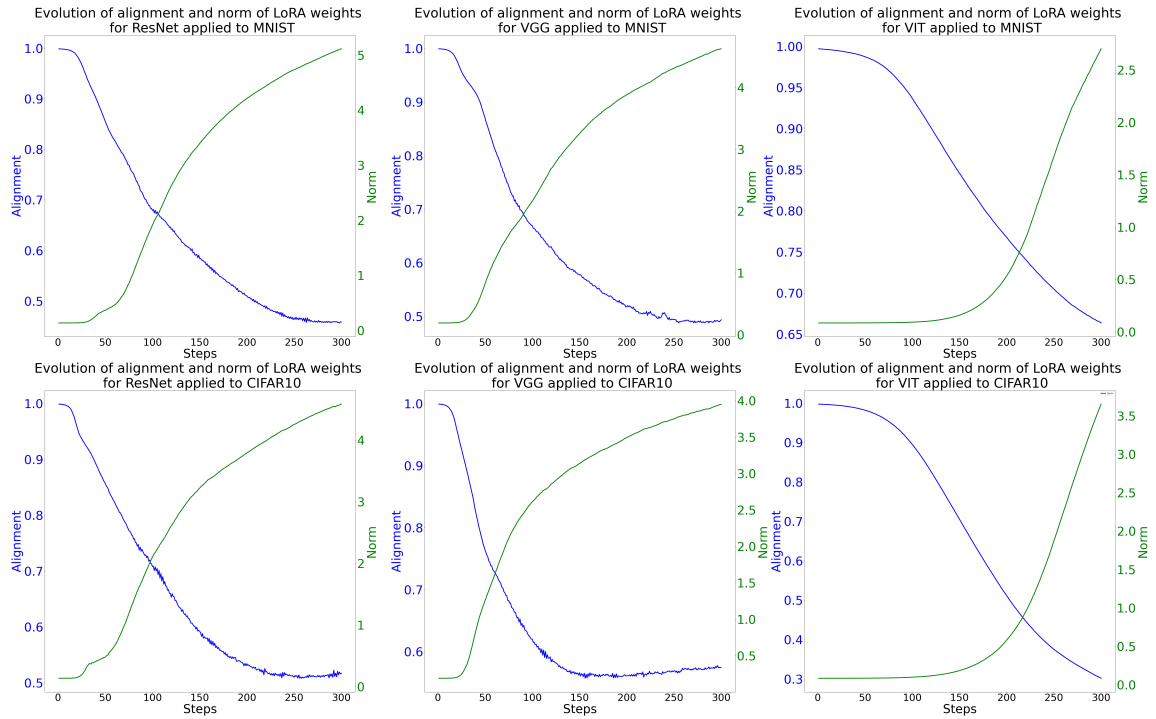 Evolution of alignment and norm of LoRA weights
for ResNet applied to MNIST
1.0
0.9
0.8
0.7
0.6
0.5
Alignment
5
4
3
2
1
0
Norm
0 50 100 150 200 250 300
Steps
Evolution of alignment and norm of LoRA weights
for VGG applied to MNIST
1.0
0.9
0.8
0.7
0.6
0.5
Alignment
4
3
2
1
0
Norm
0 50 100 150 200 250 300
Steps
Evolution of alignment and norm of LoRA weights
for VIT applied to MNIST
1.00
0.95
0.90
0.85
0.80
0.75
0.70
0.65
Alignment
2.5
2.0
1.5
1.0
0.5
0.0
Norm
0 50 100 150 200 250 300
Steps
Evolution of alignment and norm of LoRA weights
for ResNet applied to CIFAR10
1.0
0.9
0.8
0.7
0.6
0.5
Alignment
4
3
2
1
0
Norm
0 50 100 150 200 250 300
Steps
Evolution of alignment and norm of LoRA weights
for VGG applied to CIFAR10
1.0
0.9
0.8
0.7
0.6
Alignment
4.0
3.5
3.0
2.5
2.0
1.5
1.0
0.5
Norm
0 50 100 150 200 250 300
Steps
Evolution of alignment and norm of LoRA weights
for VIT applied to CIFAR10
1.0
0.9
0.8
0.7
0.6
0.5
0.4
0.3
Alignment
3.5
3.0
2.5
2.0
1.5
1.0
0.5
0.0
Norm
0 50 100 150 200 250 300
Steps